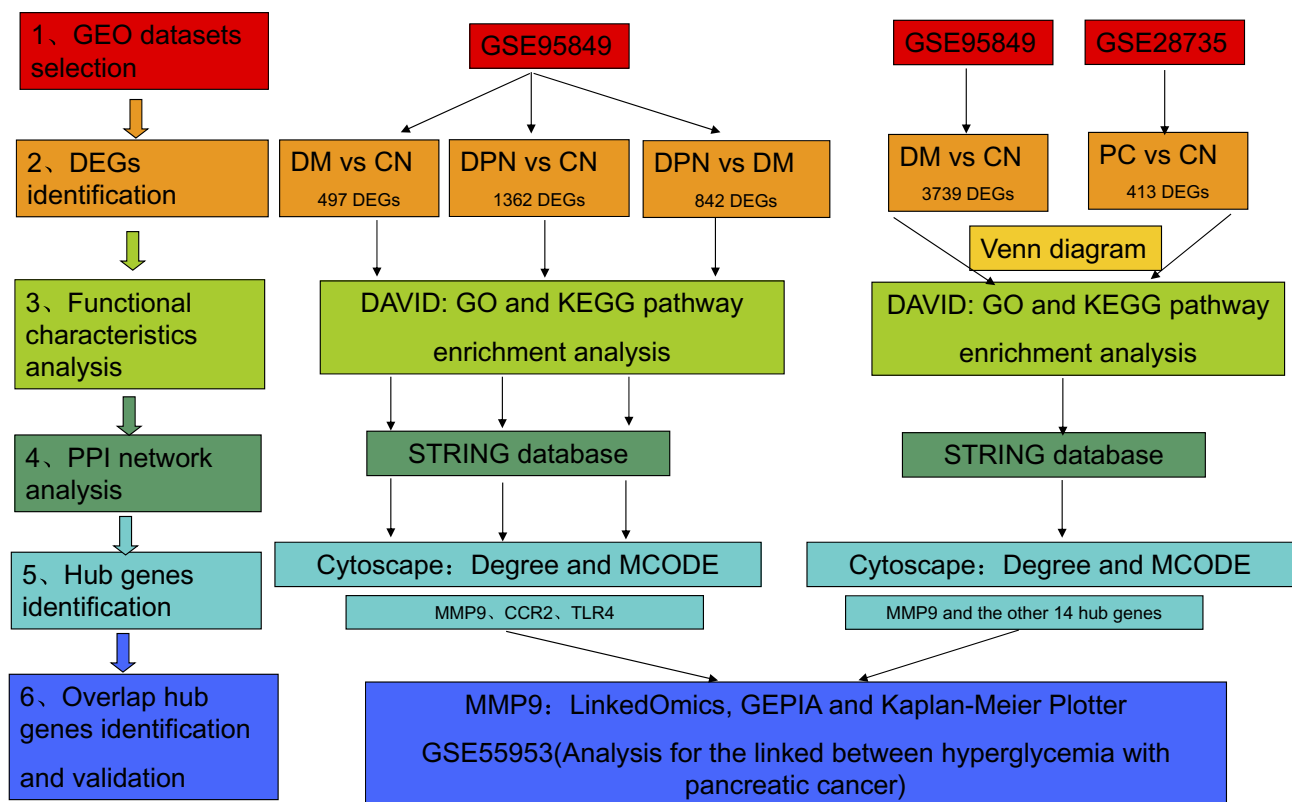 1、GEO datasets
selection
GSE95849
GSE95849
GSE28735
2、DEGs
identification
DM vs CN
497 DEGs
DPN vs CN
1362 DEGs
DPN vs DM
842 DEGs
DM vs CN
3739 DEGs
PC vs CN
413 DEGs
Venn diagram
3、Functional
characteristics
analysis
DAVID: GO and KEGG pathway
enrichment analysis
DAVID: GO and KEGG pathway
enrichment analysis
4、PPI network
analysis
STRING database
STRING database
5、Hub genes
identification
Cytoscape：Degree and MCODE
MMP9、CCR2、TLR4
Cytoscape：Degree and MCODE
MMP9 and the other 14 hub genes
6、Overlap hub
genes identification
and validation
MMP9：LinkedOmics, GEPIA and Kaplan-Meier Plotter
GSE55953(Analysis for the linked between hyperglycemia with
pancreatic cancer)